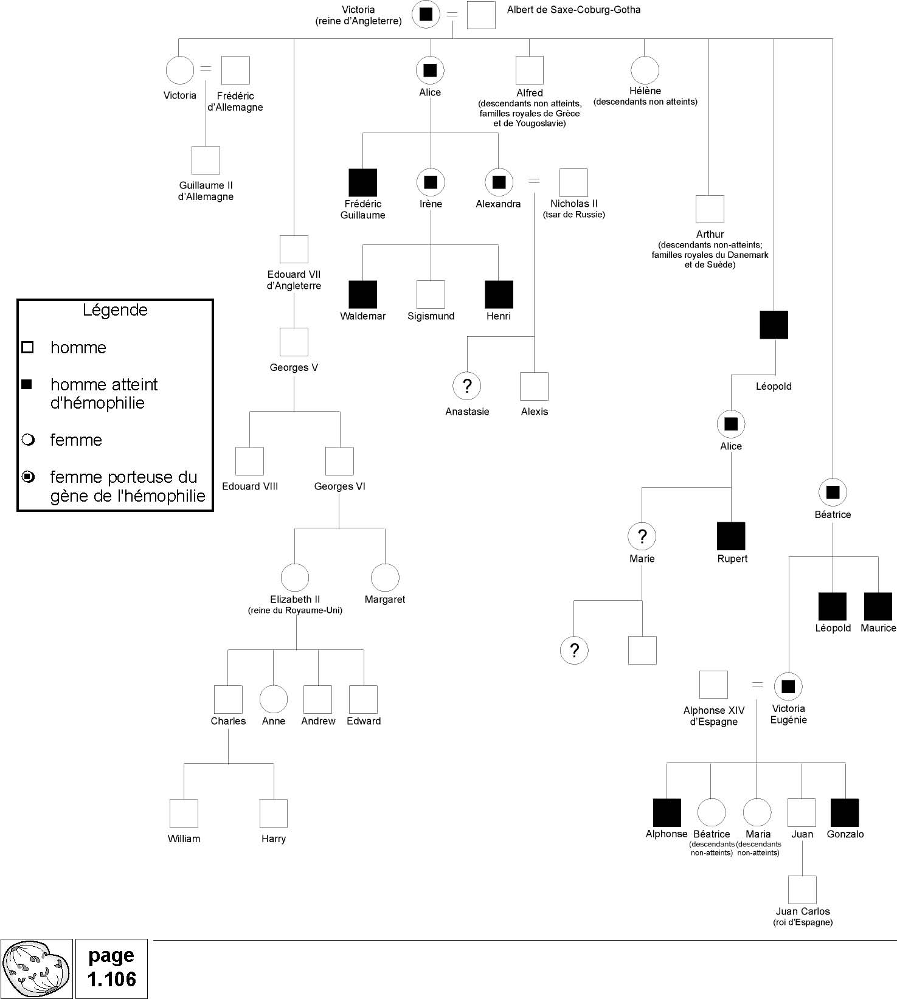 Victoria
(reine d'Angleterre)
Albert de Saxe-Coburg-Gotha
Victoria
Frédéric
d'Allemagne
Alice
Alfred
(descendants non atteints,
familles royales de Grèce
et de Yougoslavie)
Hélène
(descendants non atteints)
Guillaume II
d'Allemagne
Frédéric
Guillaume
Irène
Alexandra
Nicholas II
(tsar de Russie)
Arthur
(descendants non-atteints;
familles royales du Danemark
et de Suède)
Edouard VII
d'Angleterre
Waldemar
Sigismund
Henri
Légende
homme
homme atteint
d'hémophilie
femme
femme porteuse du
gène de l'hémophilie
Georges V
?
Anastasie
Alexis
Léopold
Alice
Edouard VIII
Georges VI
Béatrice
?
Marie
Rupert
Elizabeth II
(reine du Royaume-Uni)
Margaret
Léopold
Maurice
?
Charles
Anne
Andrew
Edward
Alphonse XIV
d'Espagne
Victoria
Eugénie
William
Harry
Alphonse
Béatrice
(descendants
non-atteints)
Maria
(descendants
non-atteints)
Juan
Gonzalo
Juan Carlos
(roi d'Espagne)
page
1.106